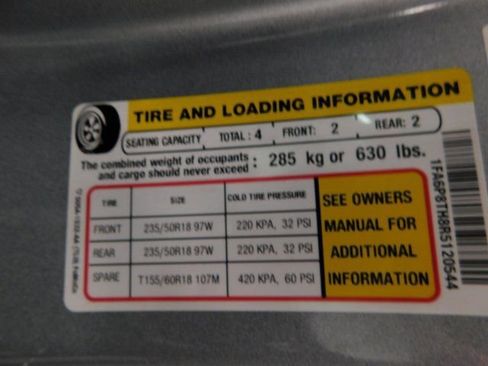 TIRE AND LOADING INFORMATION
SEATING CAPACITY TOTAL : 4 FRONT: 2 REAR: 2
The combined weight of occupants
and cargo should never exceed : 285 kg or 630 lbs.
TIRE SIZE COLD TIRE PRESSURE
FRONT 235/50R18 97W 220 KPA, 32 PSI
REAR 235/50R18 97W 220 KPA, 32 PSI
SPARE T155/60R18 107M 420 KPA, 60 PSI
SEE OWNERS
MANUAL FOR
ADDITIONAL
INFORMATION
1FA6P8TH8R5120544